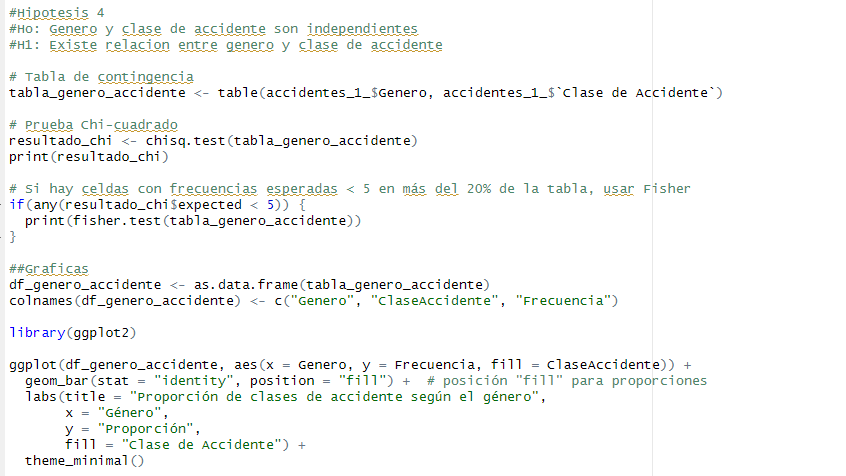 #Hipotesis 4
#Ho: Genero y clase de accidente son independientes
#H1: Existe relacion entre genero y clase de accidente
# Tabla de contingencia
tabla_genero_accidente <- table(accidentes_1_$Genero, accidentes_1_$`Clase de Accidente`)
# Prueba Chi-cuadrado
resultado_chi <- chisq.test(tabla_genero_accidente)
print(resultado_chi)
# Si hay celdas con frecuencias esperadas < 5 en más del 20% de la tabla, usar Fisher
if(any(resultado_chi$expected < 5)) {
  print(fisher.test(tabla_genero_accidente))
}
##Graficas
df_genero_accidente <- as.data.frame(tabla_genero_accidente)
colnames(df_genero_accidente) <- c("Genero", "ClaseAccidente", "Frecuencia")
library(ggplot2)
ggplot(df_genero_accidente, aes(x = Genero, y = Frecuencia, fill = ClaseAccidente)) +
  geom_bar(stat = "identity", position = "fill") +  # posición "fill" para proporciones
  labs(title = "Proporción de clases de accidente según el género",
       x = "Género",
       y = "Proporción",
       fill = "Clase de Accidente") +
  theme_minimal()